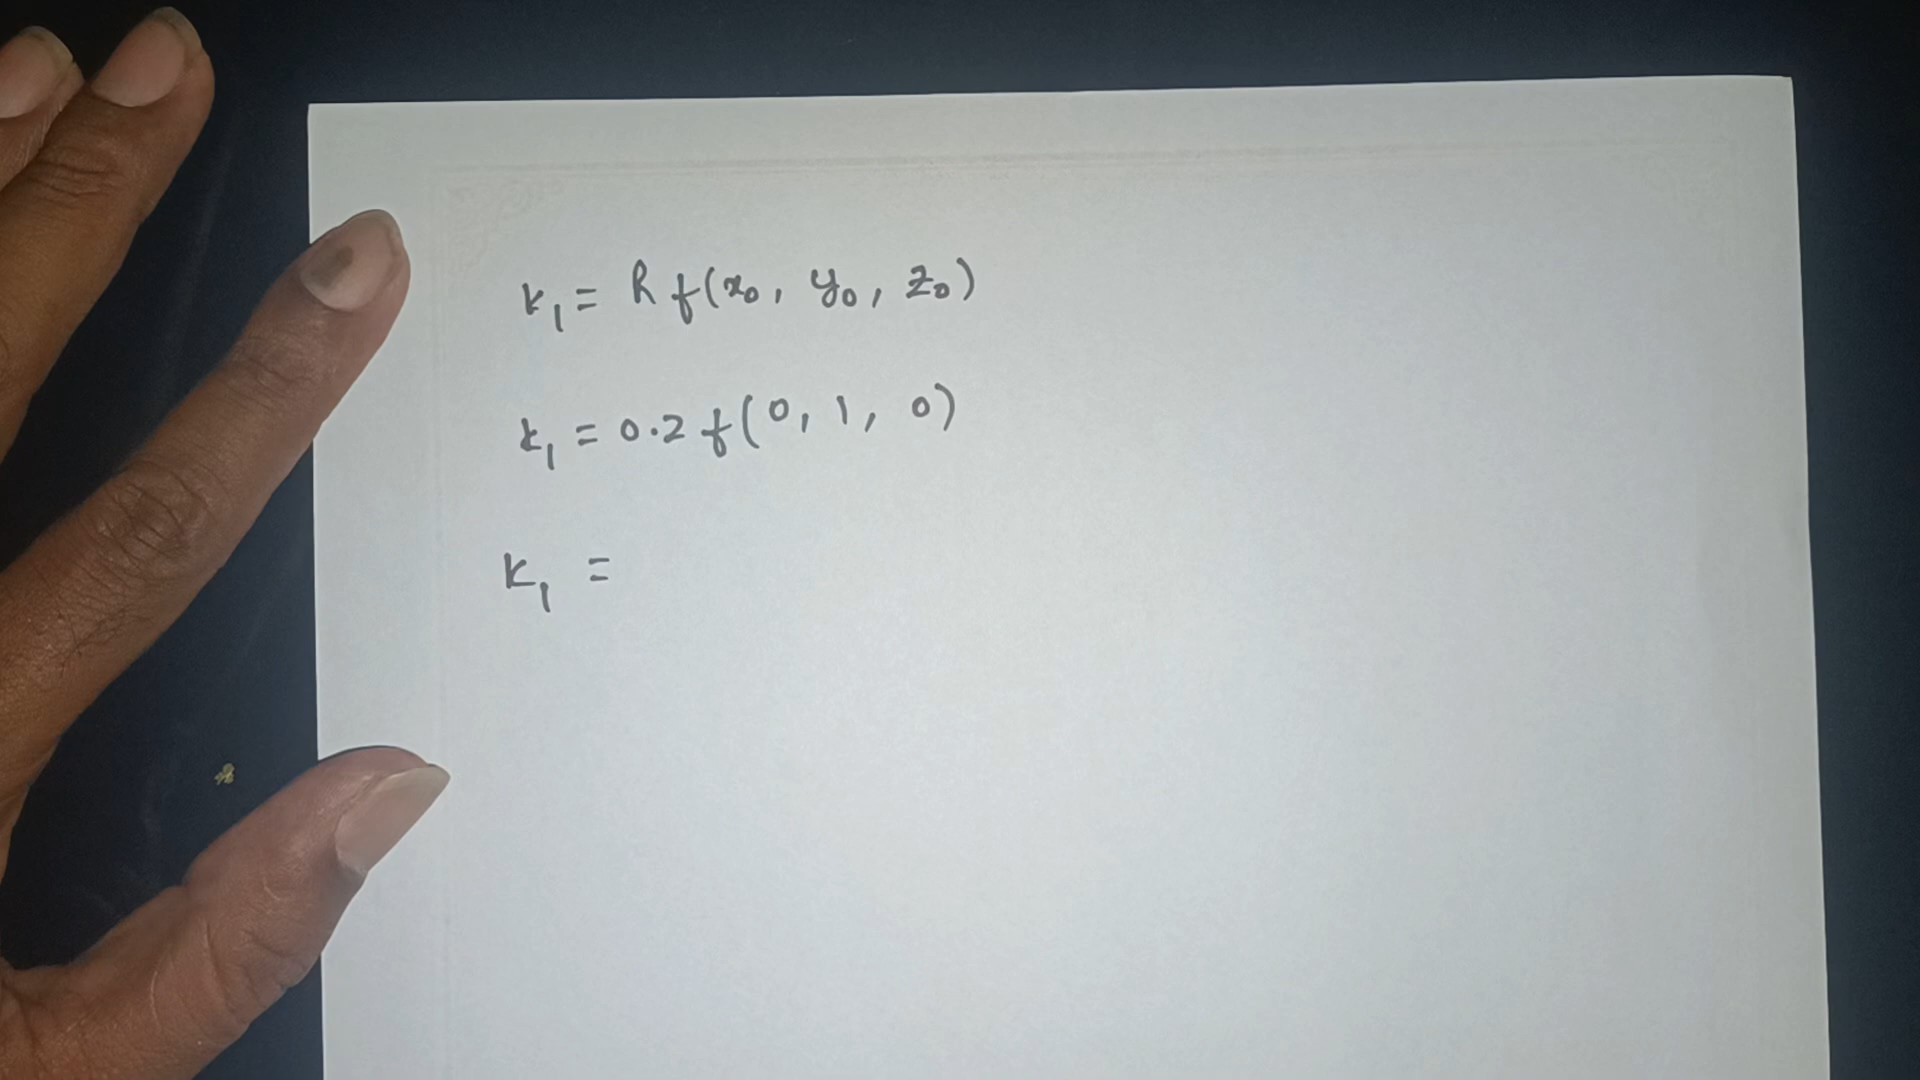 k₁ = h f(x₀, y₀, z₀)
k₁ = 0.2 f(0, 1, 0)
k₁ =